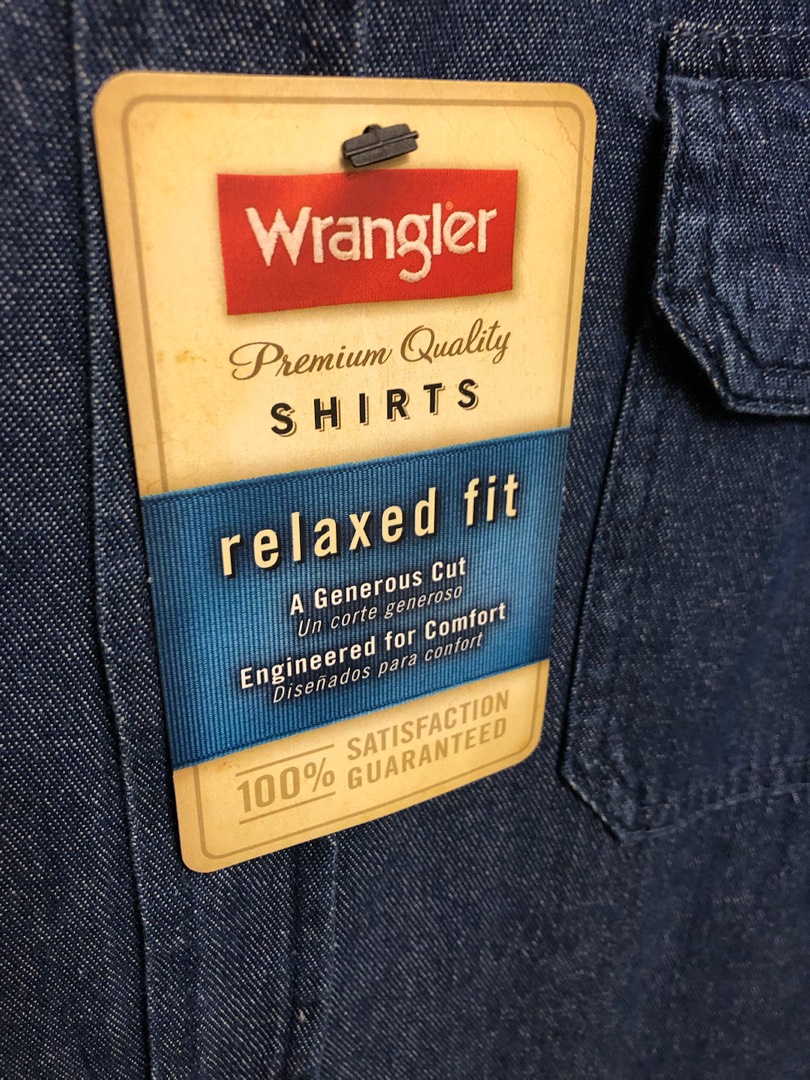 Wrangler®
Premium Quality
SHIRTS
relaxed fit
A Generous Cut
Un corte generoso
Engineered for Comfort
Diseñados para confort
100% SATISFACTION
GUARANTEED